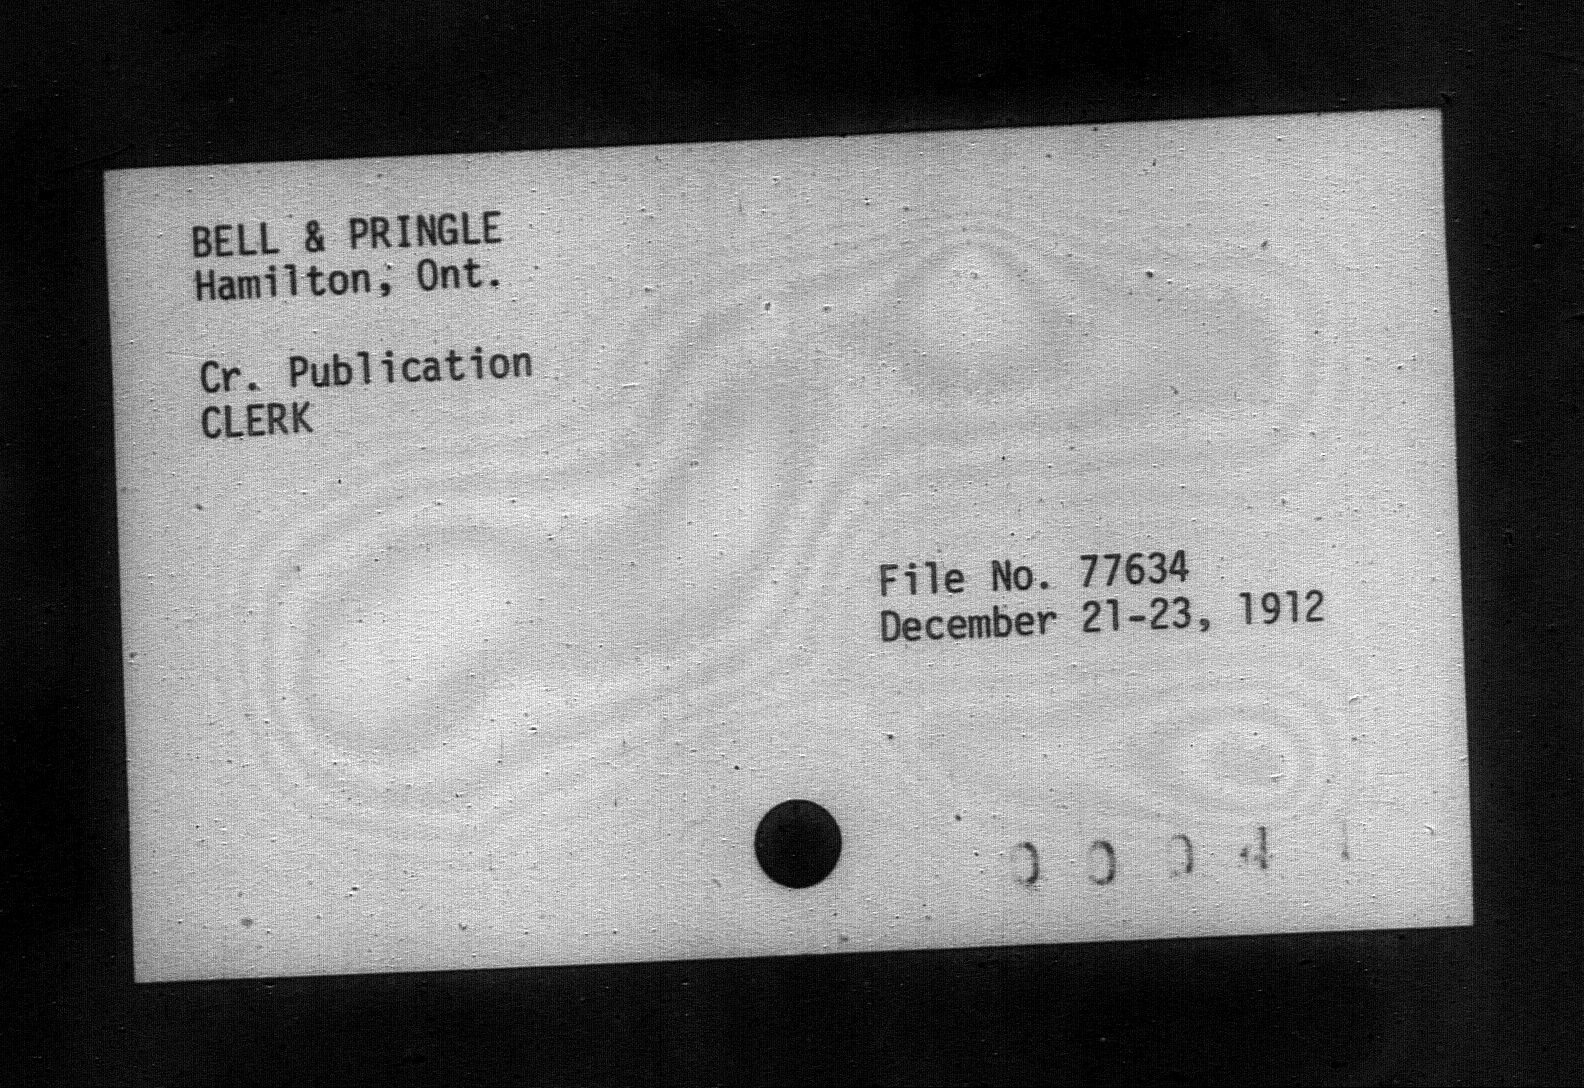 BELL & PRINGLE
Hamilton, Ont.
Cr. Publication
CLERK
File No. 77634
December 21-23, 1912